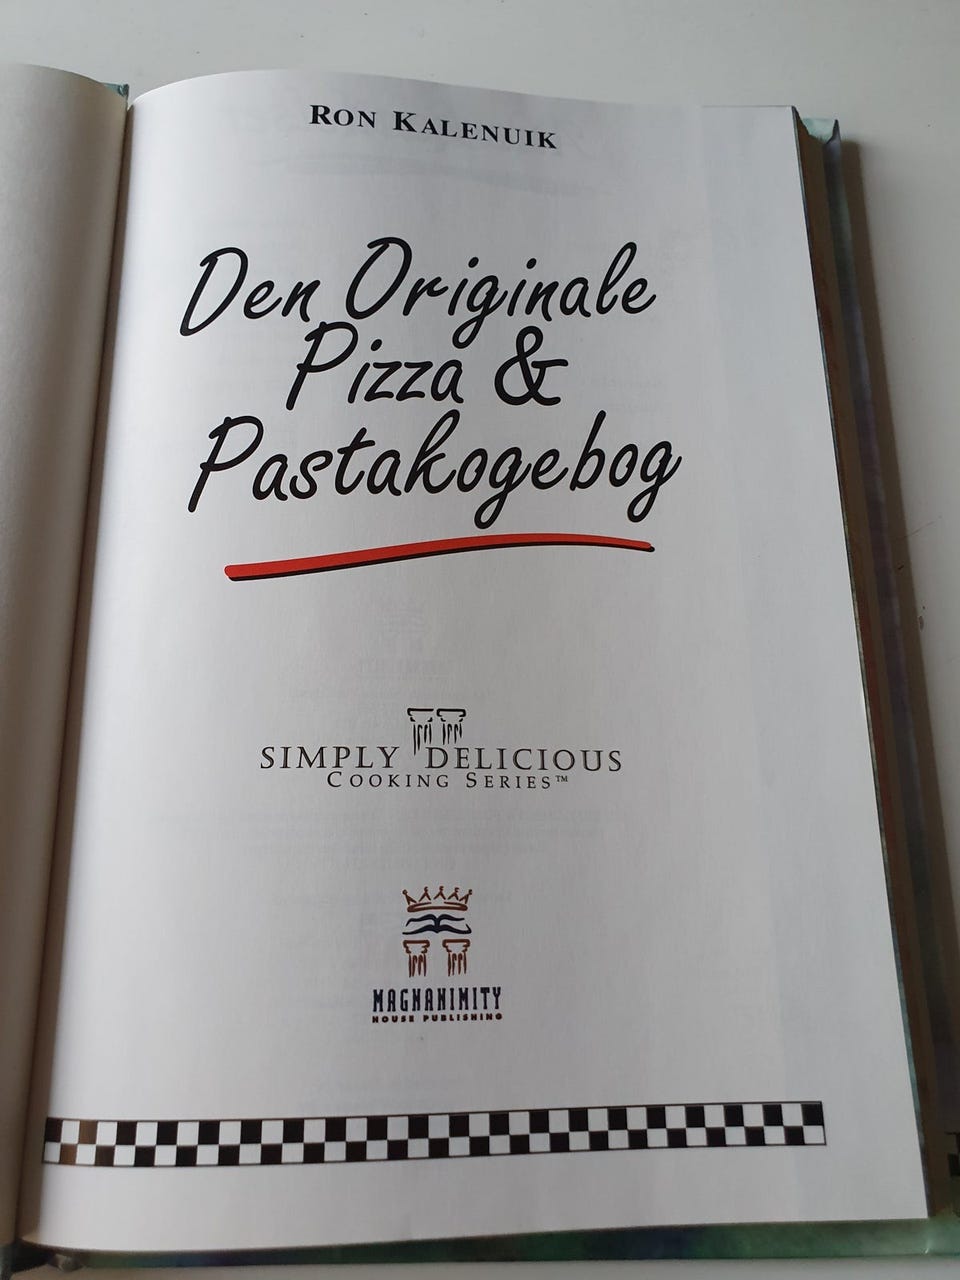 RON KALENUIK
Den Originale
Pizza &
Pastakogebog
SIMPLY DELICIOUS
COOKING SERIES™
MAGNANIMITY
HOUSE PUBLISHING